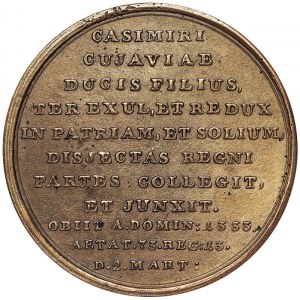 CASIMIRI
CUJAVIAE
DUCIS FILIUS,
TER EXUL, ET REDUX
IN PATRIAM, ET SOLIUM,
DISJECTAS REGNI
PARTES COLLEGIT,
ET JUNXIT.
OBIIT A. DOMIN: 1333.
AETAT. 73. REG: 13.
D. 2. MART: